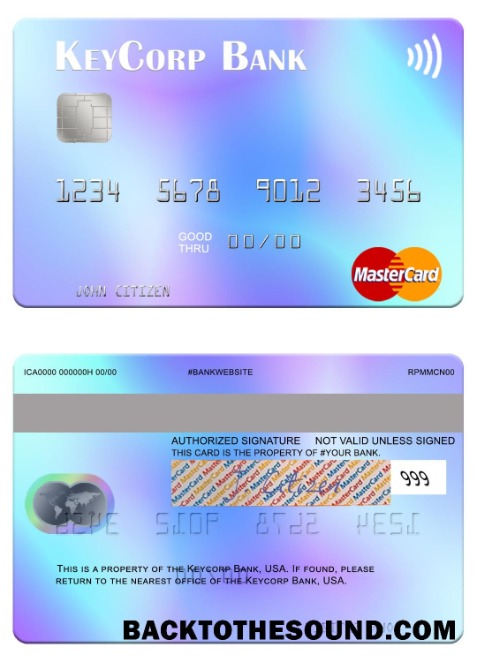 KEYCORP BANK
1234 5678 9012 3456
GOOD THRU 00/00
MasterCard
JOHN CITIZEN
ICA0000 000000H 00/00 #BANKWEBSITE RPMMCN00
AUTHORIZED SIGNATURE NOT VALID UNLESS SIGNED
THIS CARD IS THE PROPERTY OF #YOUR BANK.
999
THIS IS A PROPERTY OF THE KEYCORP BANK, USA. IF FOUND, PLEASE
RETURN TO THE NEAREST OFFICE OF THE KEYCORP BANK, USA.
BACKTOTHESOUND.COM